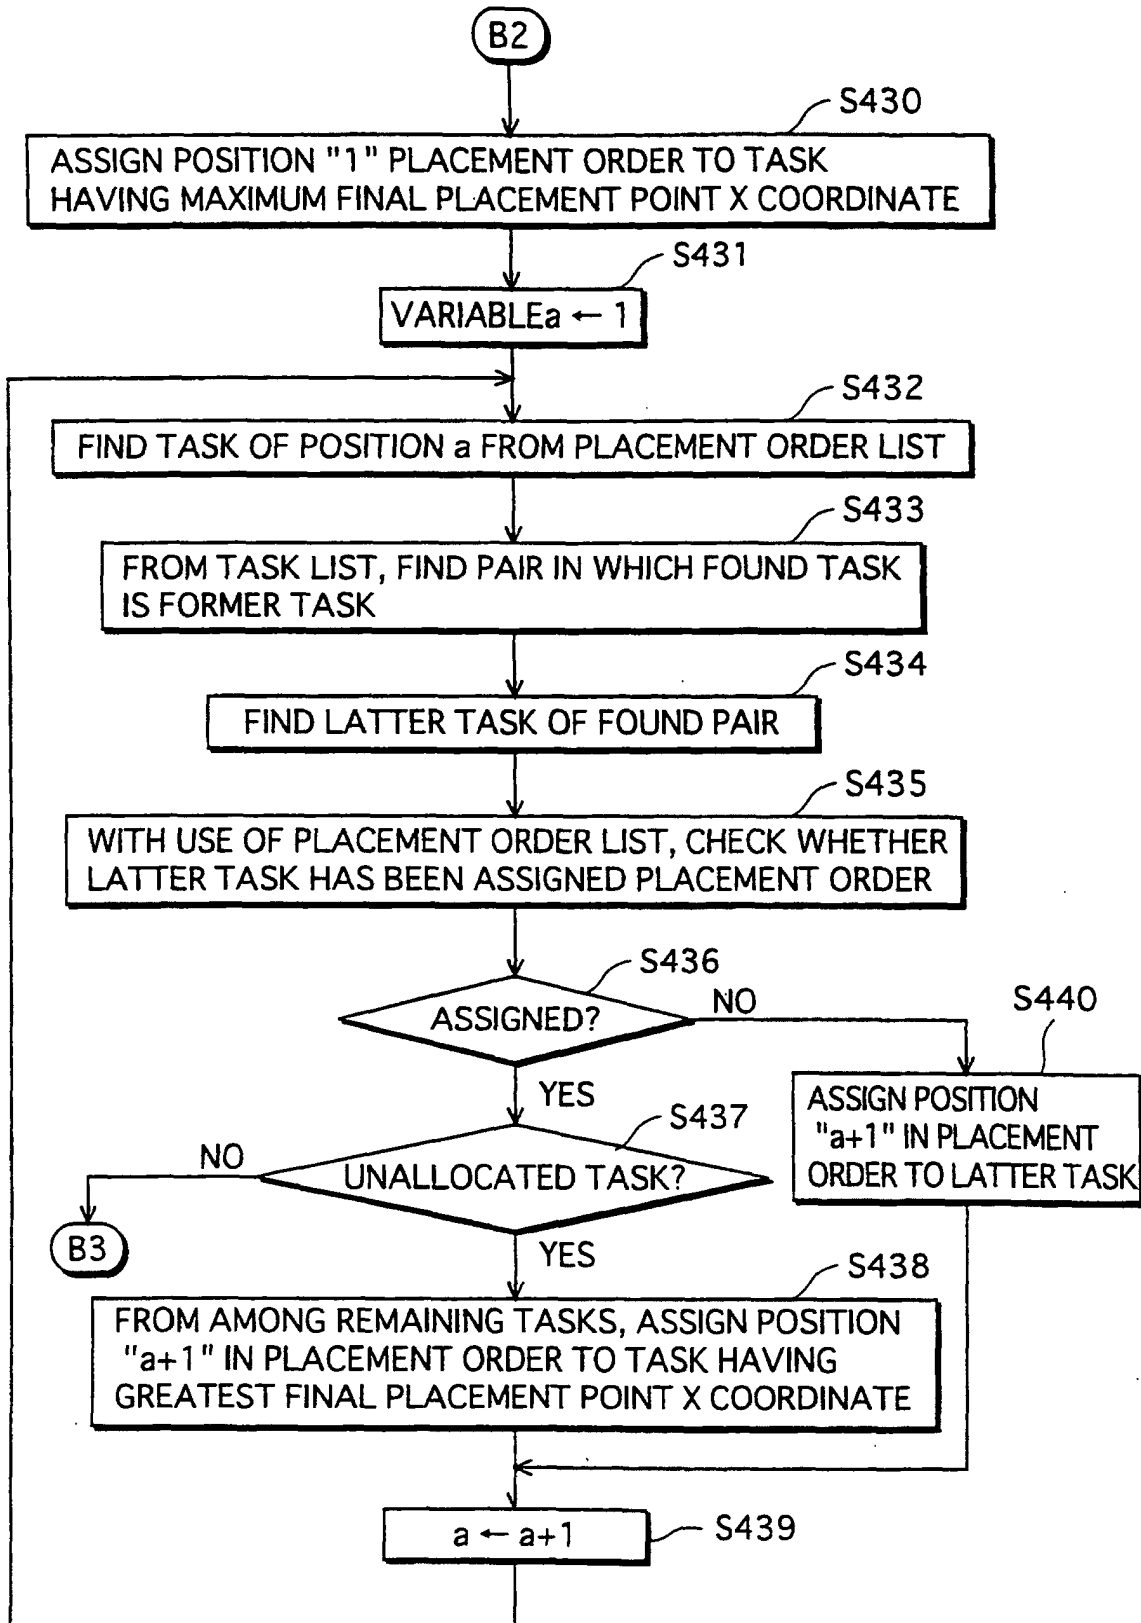 B2
S430
ASSIGN POSITION "1" PLACEMENT ORDER TO TASK
HAVING MAXIMUM FINAL PLACEMENT POINT X COORDINATE
S431
VARIABLEa ← 1
S432
FIND TASK OF POSITION a FROM PLACEMENT ORDER LIST
S433
FROM TASK LIST, FIND PAIR IN WHICH FOUND TASK
IS FORMER TASK
S434
FIND LATTER TASK OF FOUND PAIR
S435
WITH USE OF PLACEMENT ORDER LIST, CHECK WHETHER
LATTER TASK HAS BEEN ASSIGNED PLACEMENT ORDER
S436
ASSIGNED?
NO
S440
ASSIGN POSITION
"a+1" IN PLACEMENT
ORDER TO LATTER TASK
YES
S437
UNALLOCATED TASK?
NO
B3
YES
S438
FROM AMONG REMAINING TASKS, ASSIGN POSITION
"a+1" IN PLACEMENT ORDER TO TASK HAVING
GREATEST FINAL PLACEMENT POINT X COORDINATE
a ← a+1
S439